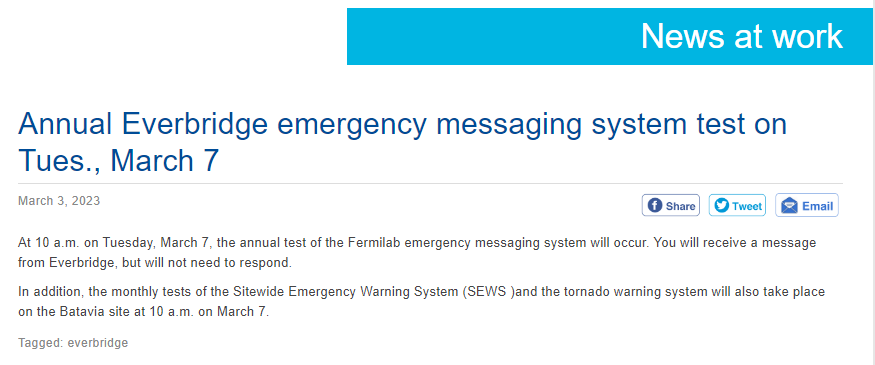 News at work
Annual Everbridge emergency messaging system test on
Tues., March 7
March 3, 2023
Share Tweet Email
At 10 a.m. on Tuesday, March 7, the annual test of the Fermilab emergency messaging system will occur. You will receive a message
from Everbridge, but will not need to respond.
In addition, the monthly tests of the Sitewide Emergency Warning System (SEWS )and the tornado warning system will also take place
on the Batavia site at 10 a.m. on March 7.
Tagged: everbridge